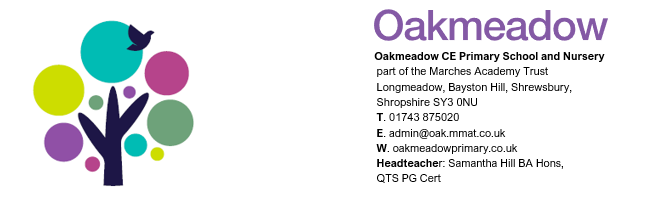 Oakmeadow
Oakmeadow CE Primary School and Nursery
part of the Marches Academy Trust
Longmeadow, Bayston Hill, Shrewsbury,
Shropshire SY3 0NU
T. 01743 875020
E. admin@oak.mmat.co.uk
W. oakmeadowprimary.co.uk
Headteacher: Samantha Hill BA Hons,
QTS PG Cert